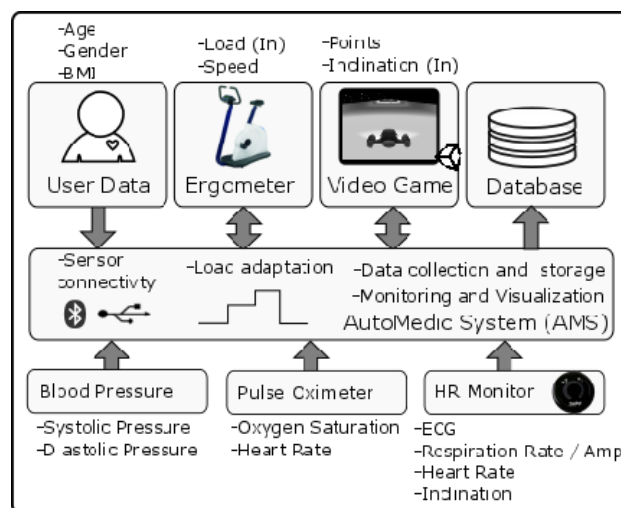 -Age
-Gender
-BMI
-Load (In)
-Speed
-Points
-Inclination (In)
User Data
Ergometer
Video Game
Database
-Sensor
connectivity
-Load adaptation
-Data collection and storage
-Monitoring and Visualization
AutoMedic System (AMS)
Blood Pressure
Pulse Oximeter
HR Monitor
-Systolic Pressure
-Diastolic Pressure
-Oxygen Saturation
-Heart Rate
-ECG
-Respiration Rate / Amp
-Heart Rate
-Inclination